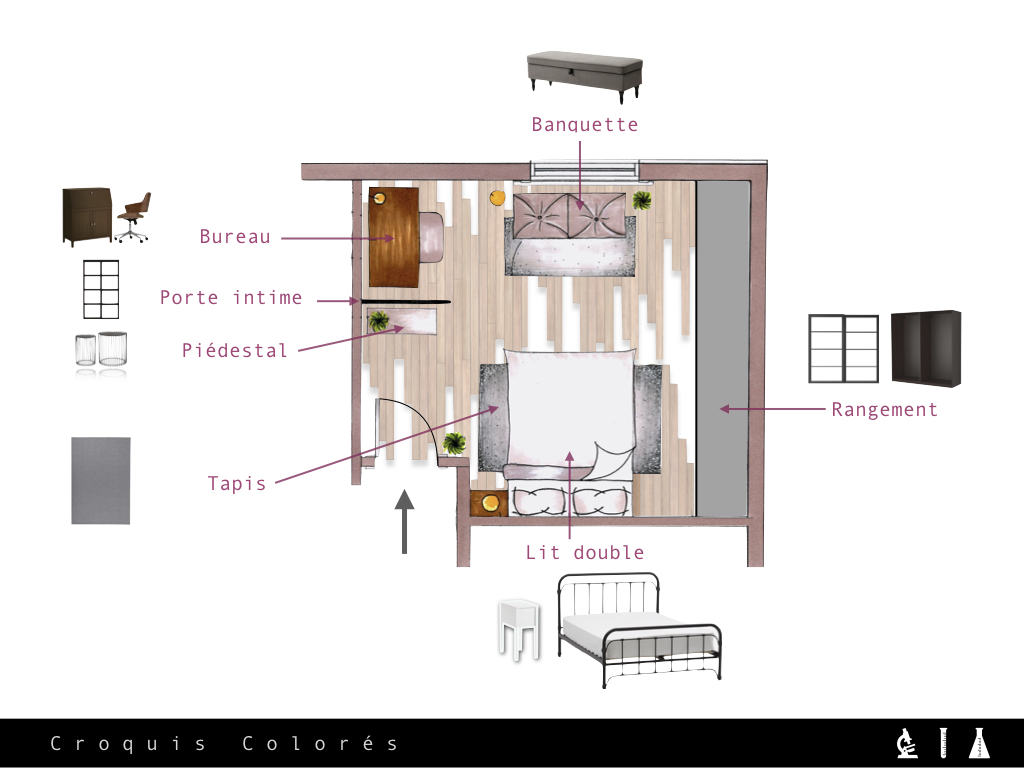 Banquette
Bureau
Porte intime
Piédestal
Rangement
Tapis
Lit double
Croquis Colorés